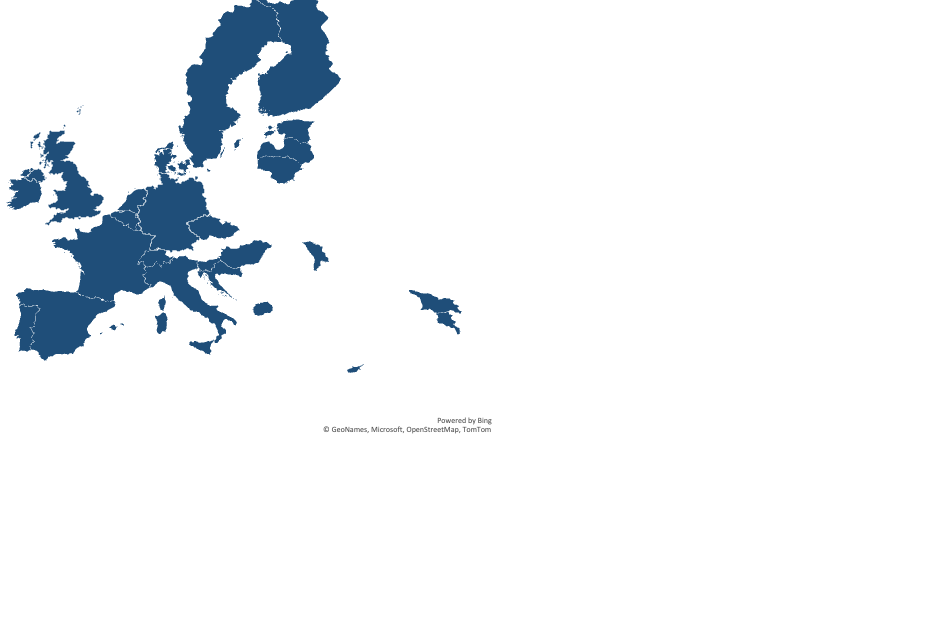 Powered by Bing
© GeoNames, Microsoft, OpenStreetMap, TomTom